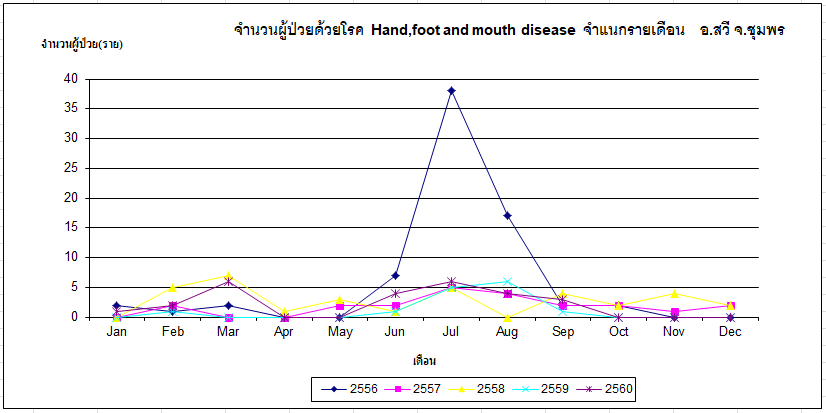 จำนวนผู้ป่วยด้วยโรค Hand,foot and mouth disease จำแนกรายเดือน อ.สวี จ.ชุมพร
จำนวนผู้ป่วย(ราย)
40
35
30
25
20
15
10
5
0
Jan Feb Mar Apr May Jun Jul Aug Sep Oct Nov Dec
เดือน
2556 2557 2558 2559 2560